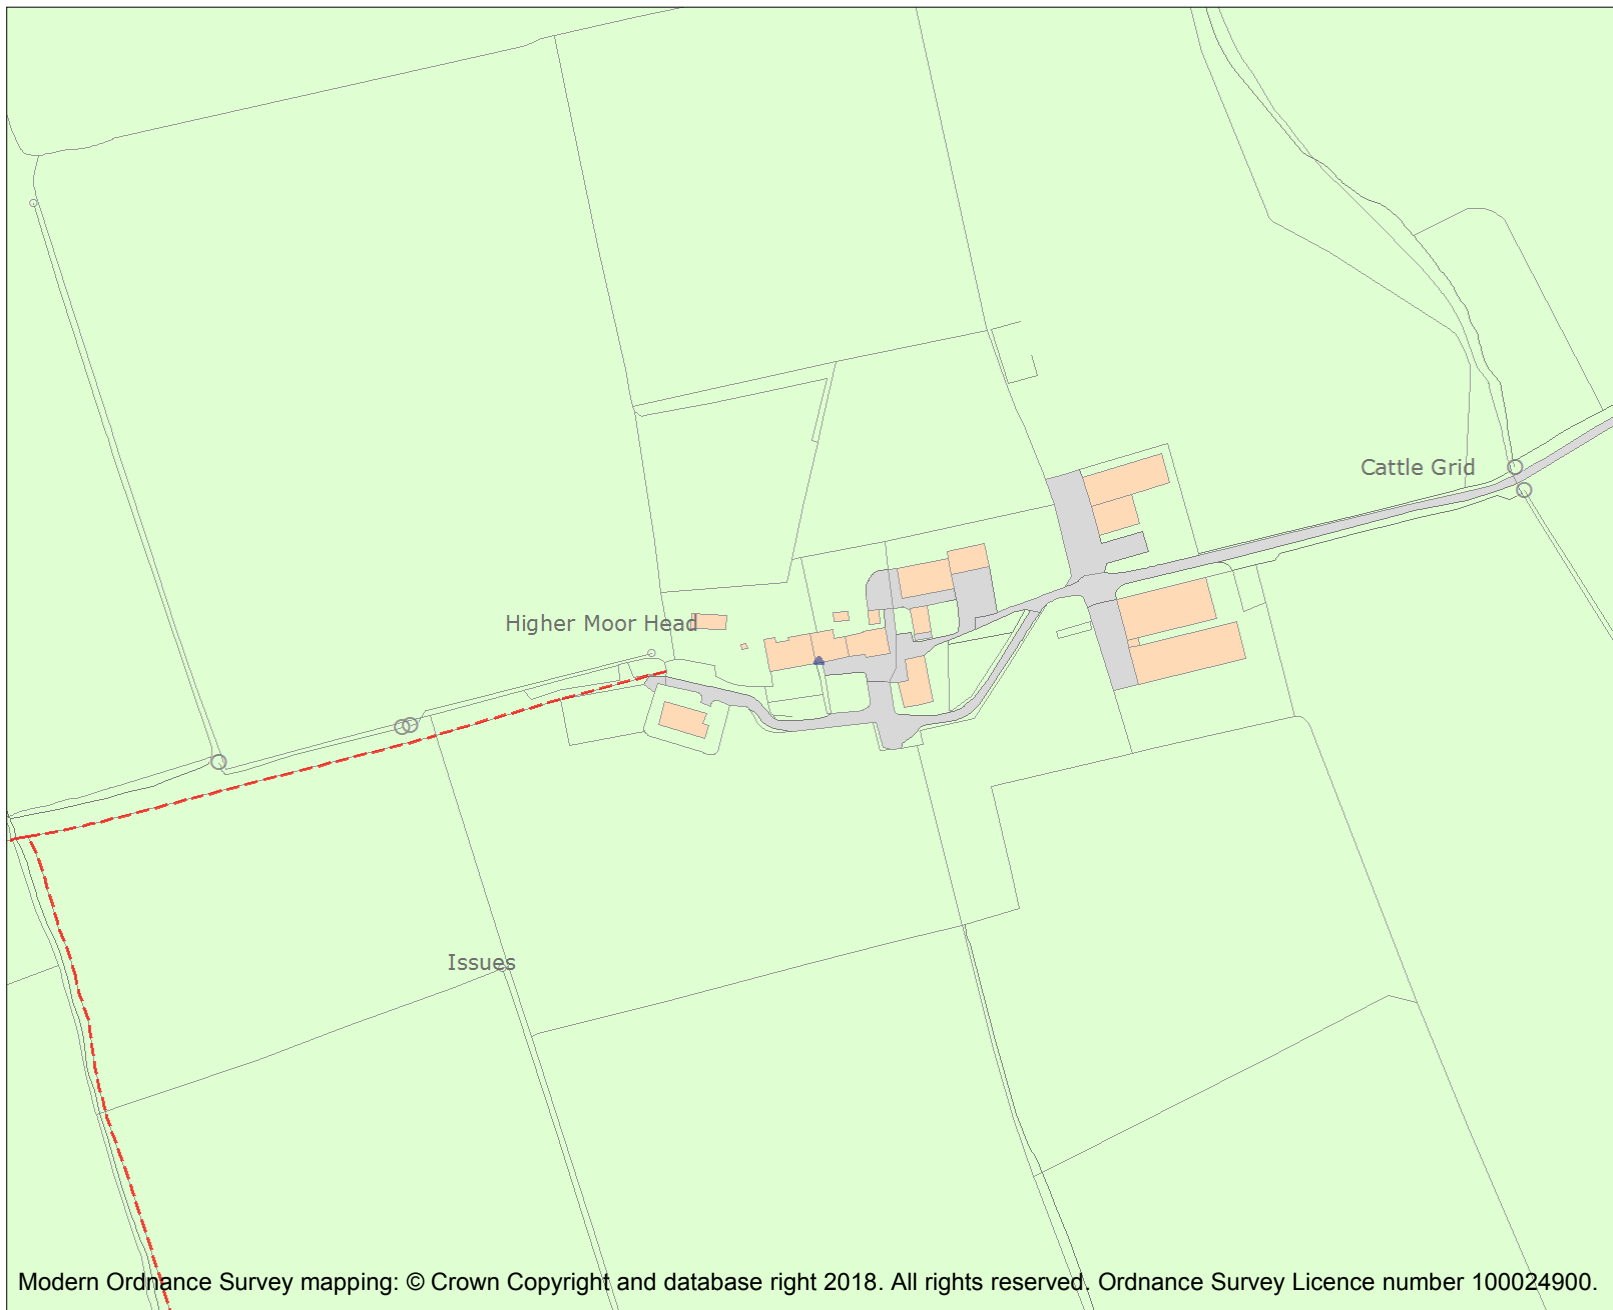 Cattle Grid
Higher Moor Head
Issues
Modern Ordnance Survey mapping: © Crown Copyright and database right 2018. All rights reserved. Ordnance Survey Licence number 100024900.